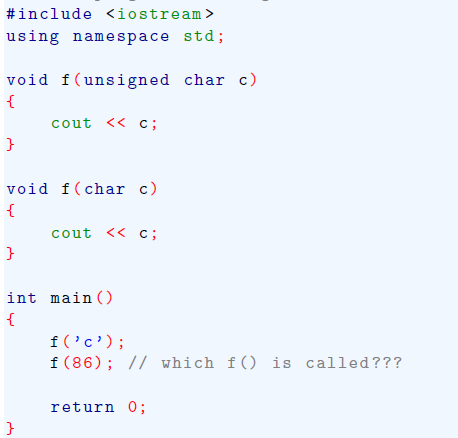 #include <iostream>
using namespace std;
void f(unsigned char c)
{
cout << c;
}
void f(char c)
{
cout << c;
}
int main()
{
f(’c’);
f(86); // which f() is called???
return 0;
}